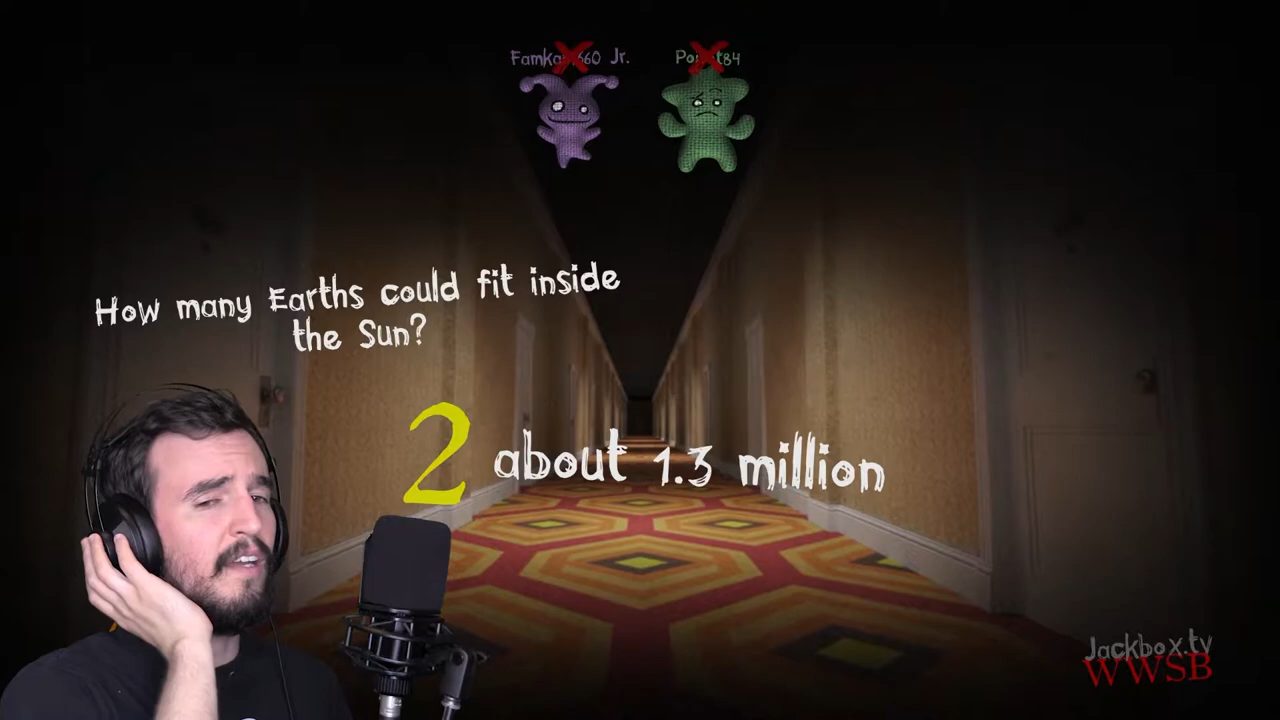 How many Earths could fit inside
the Sun?
2 about 1.3 million
Jackbox.tv
WWSB